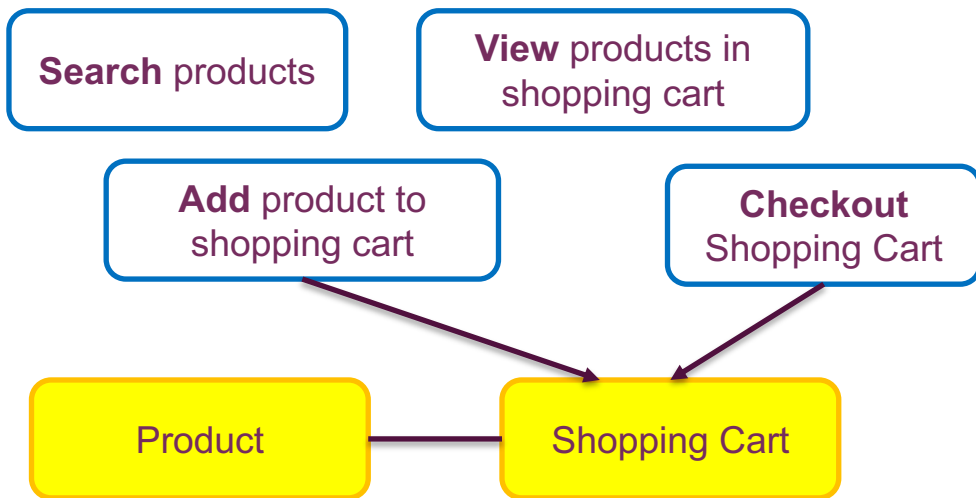 Search products
View products in
shopping cart
Add product to
shopping cart
Checkout
Shopping Cart
Product
Shopping Cart